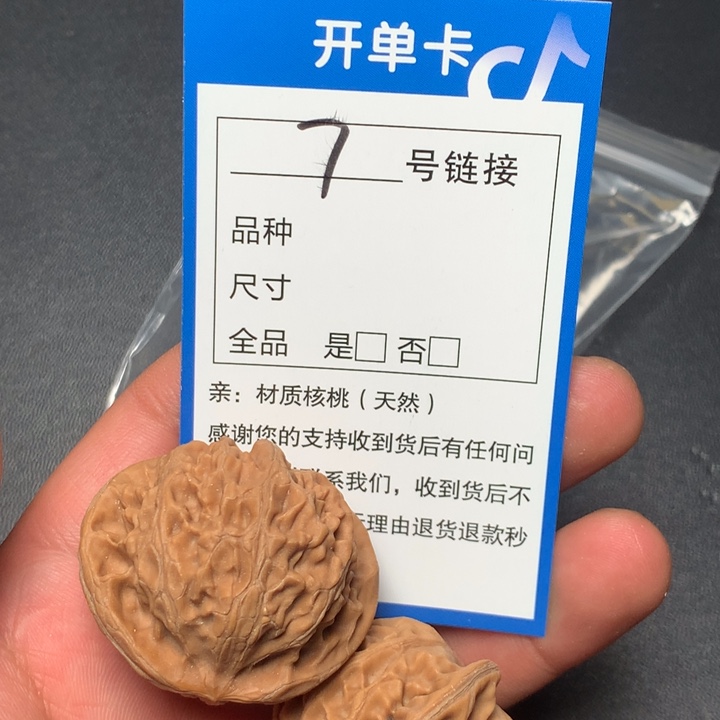 开单卡
7号链接
品种
尺寸
全品 是□ 否□
亲：材质核桃（天然）
感谢您的支持收到货后有任何问
系我们，收到货后不
理由退货退款秒